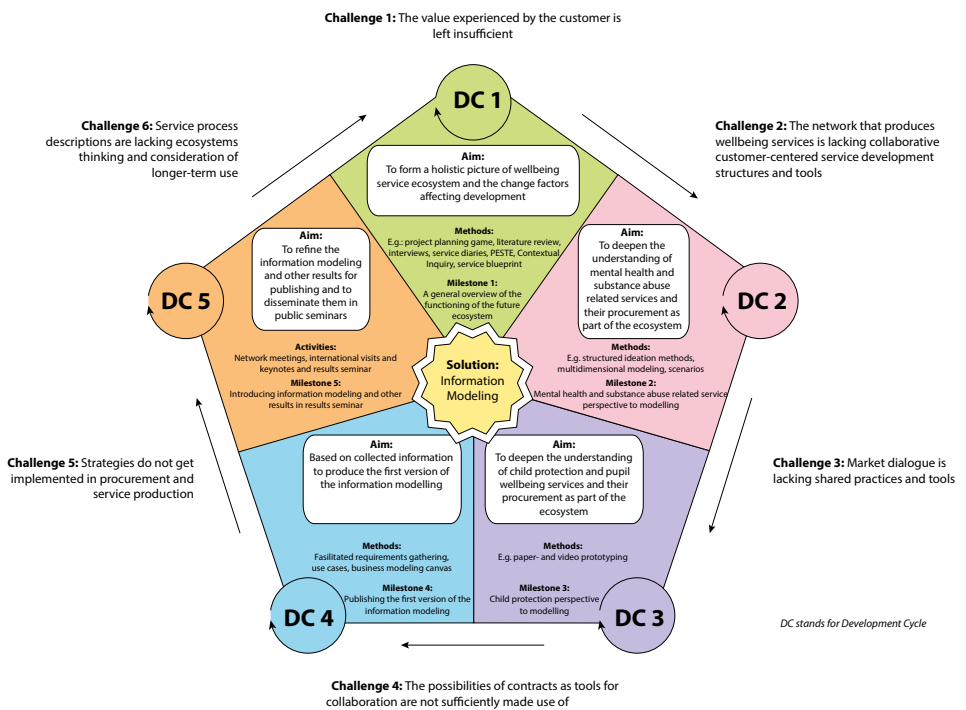 Challenge 1: The value experienced by the customer is
left insufficient
DC 1
Challenge 6: Service process
descriptions are lacking ecosystems
thinking and consideration of
longer-term use
Challenge 2: The network that produces
wellbeing services is lacking collaborative
customer-centered service development
structures and tools
Aim:
To form a holistic picture of wellbeing
service ecosystem and the change factors
affecting development
Methods:
E.g.: project planning game, literature review,
interviews, service diaries, PESTE, Contextual
Inquiry, service blueprint
Milestone 1:
A general overview of the
functioning of the future
ecosystem
DC 2
Aim:
To deepen the
understanding of
mental health and
substance abuse
related services and
their procurement as
part of the ecosystem
Methods:
E.g. structured ideation methods,
multidimensional modeling, scenarios
Milestone 2:
Mental health and substance abuse related service
perspective to modelling
DC 5
Aim:
To refine the
information modeling
and other results for
publishing and to
disseminate them in
public seminars
Activities:
Network meetings, international visits and
keynotes and results seminar
Milestone 5:
Introducing information modeling and other
results in results seminar
Solution:
Information
Modeling
Challenge 5: Strategies do not get
implemented in procurement and
service production
Challenge 3: Market dialogue is
lacking shared practices and tools
Aim:
Based on collected information
to produce the first version of
the information modelling
Methods:
Fasilitated requirements gathering,
use cases, business modeling canvas
Milestone 4:
Publishing the first version of the
information modeling
DC 4
Aim:
To deepen the understanding
of child protection and pupil
wellbeing services and their
procurement as part of the
ecosystem
Methods:
E.g. paper- and video prototyping
Milestone 3:
Child protection perspective
to modelling
DC 3
DC stands for Development Cycle
Challenge 4: The possibilities of contracts as tools for
collaboration are not sufficiently made use of